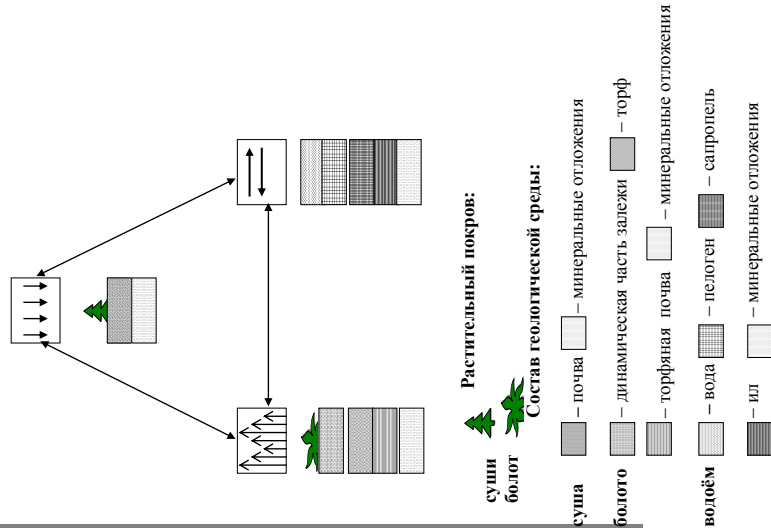 Растительный покров:
суши
болот
Состав геологической среды:
суша – почва – минеральные отложения
болото – динамическая часть залежи – торф
– торфяная почва – минеральные отложения
водоём – вода – пелоген – сапропель
– ил – минеральные отложения